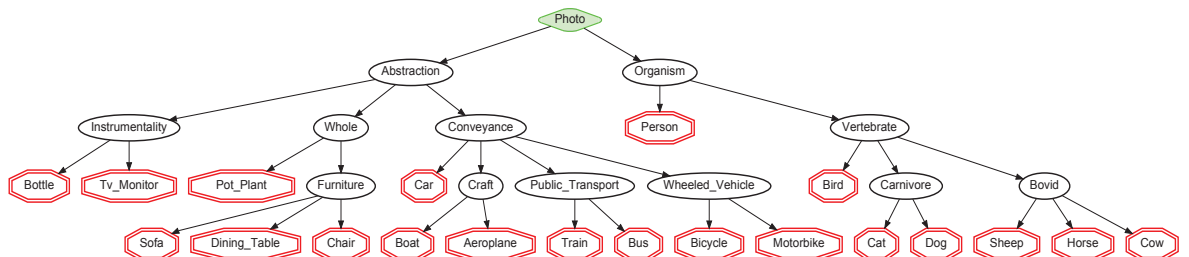 Photo
Abstraction
Organism
Instrumentality
Whole
Conveyance
Person
Vertebrate
Bottle
Tv_Monitor
Pot_Plant
Furniture
Car
Craft
Public_Transport
Wheeled_Vehicle
Bird
Carnivore
Bovid
Sofa
Dining_Table
Chair
Boat
Aeroplane
Train
Bus
Bicycle
Motorbike
Cat
Dog
Sheep
Horse
Cow